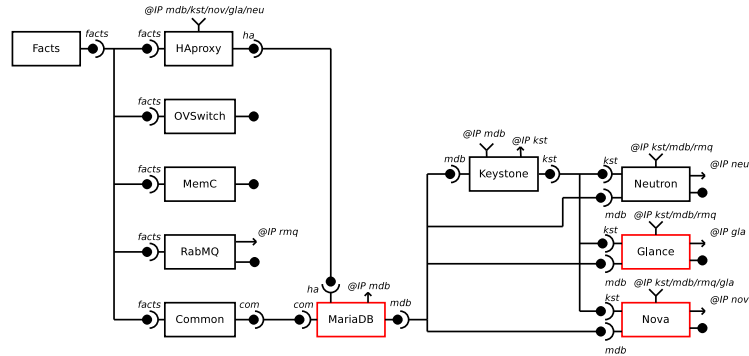 @IP mdb/kst/nov/gla/neu
facts
facts
ha
Facts
HAproxy
facts
OVSwitch
@IP mdb
@IP kst
@IP kst/mdb/rmq
mdb
kst
kst
@IP neu
facts
MemC
Keystone
Neutron
mdb
@IP kst/mdb/rmq
facts
@IP rmq
kst
@IP gla
RabMQ
Glance
ha
@IP mdb
mdb
@IP kst/mdb/rmq/gla
facts
com
com
mdb
kst
@IP nov
Common
MariaDB
Nova
mdb